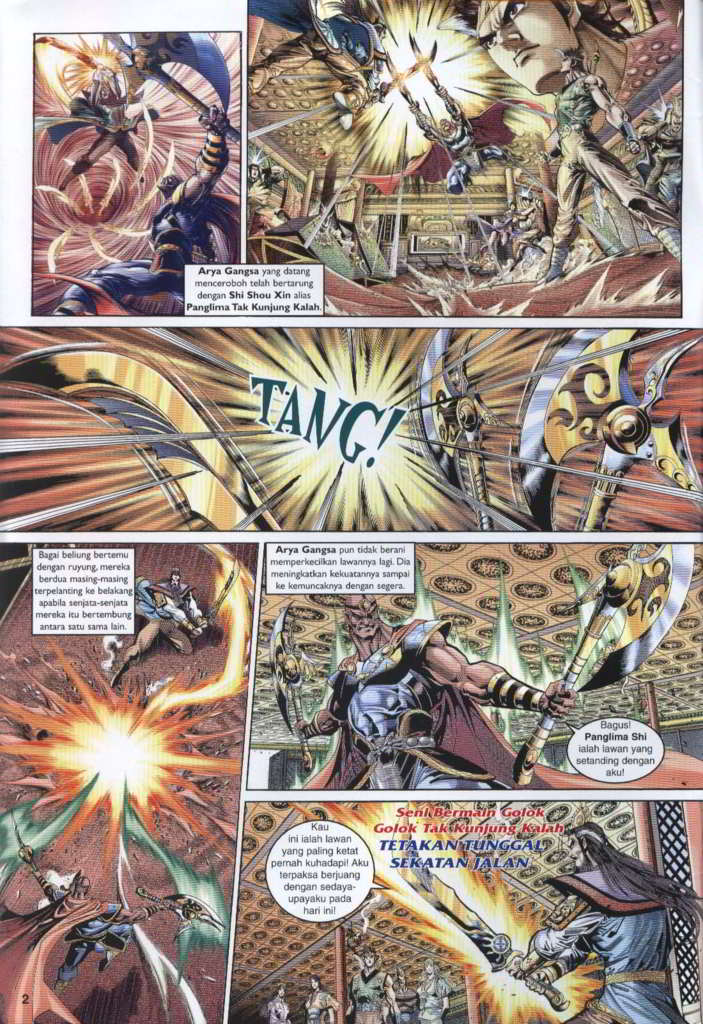 Arya Gangsa yang datang
menceroboh telah bertarung
dengan Shi Shou Xin alias
Panglima Tak Kunjung Kalah.
TANG!
Bagai beliung bertemu
dengan ruyung, mereka
berdua masing-masing
terpelanting ke belakang
apabila senjata-senjata
mereka itu bertembung
antara satu sama lain.
Arya Gangsa pun tidak berani
memperkecilkan lawannya lagi. Dia
meningkatkan kekuatannya sampai
ke kemuncaknya dengan segera.
Bagus!
Panglima Shi
ialah lawan yang
setanding dengan
aku!
Kau
ini ialah lawan
yang paling ketat
pernah kuhadapi! Aku
terpaksa berjuang
dengan sedaya-
upayaku pada
hari ini!
Seni Bermain Golok
Golok Tak Kunjung Kalah
TETAKAN TUNGGAL
SEKATAN JALAN
2